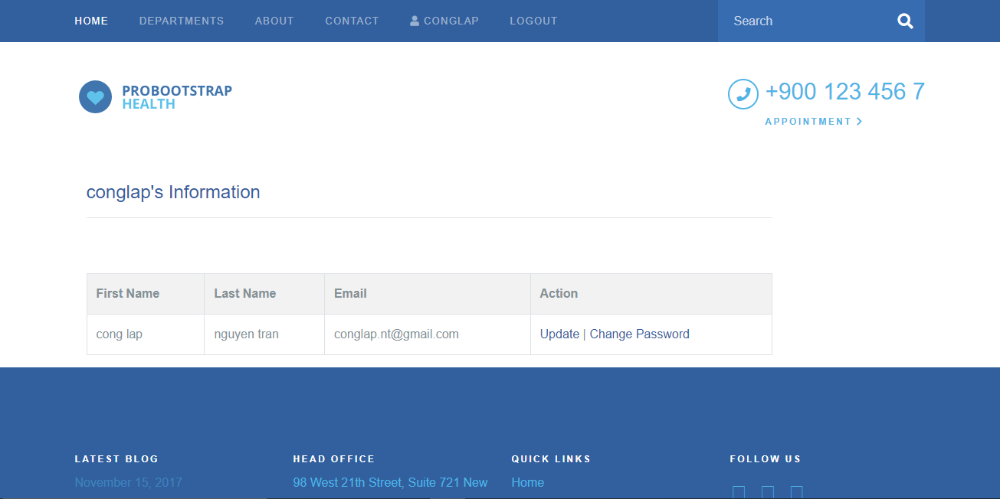 HOME DEPARTMENTS ABOUT CONTACT CONGLAP LOGOUT Search
PROBOOTSTRAP
HEALTH
+900 123 456 7
APPOINTMENT
conglap's Information
First Name Last Name Email Action
cong lap nguyen tran conglap.nt@gmail.com Update | Change Password
LATEST BLOG HEAD OFFICE QUICK LINKS FOLLOW US
November 15, 2017 98 West 21th Street, Suite 721 New Home